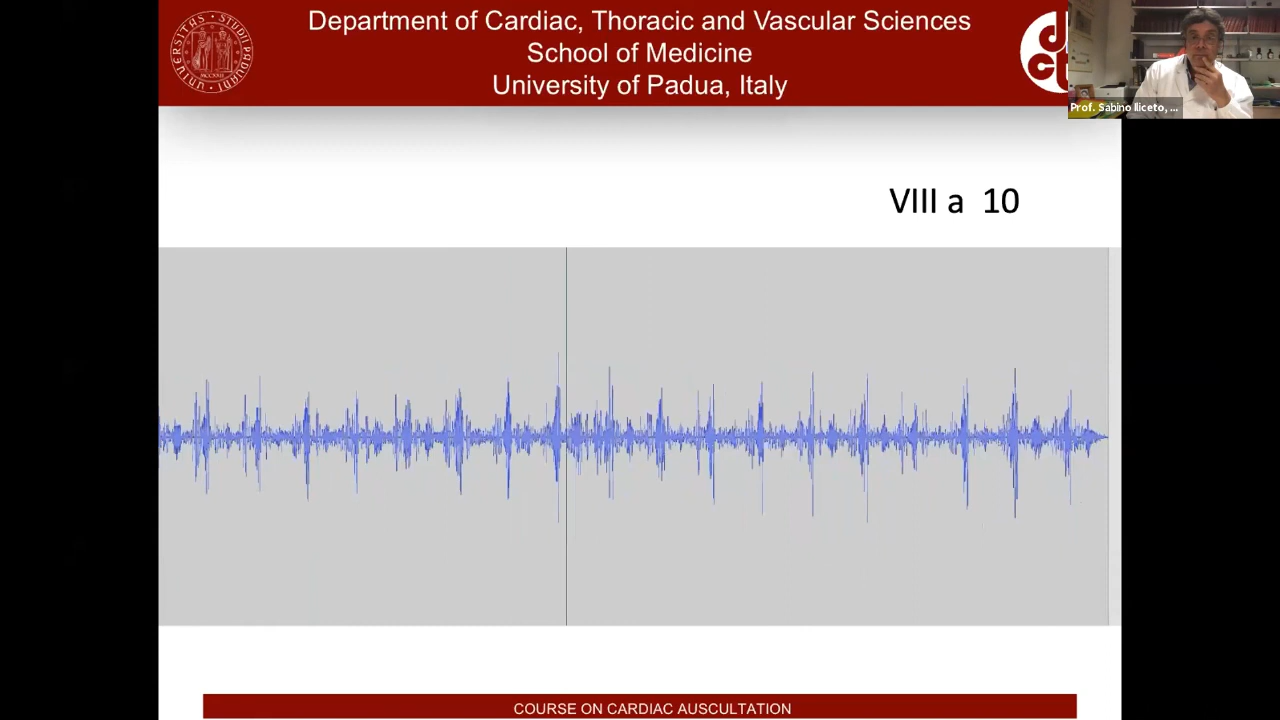 Department of Cardiac, Thoracic and Vascular Sciences
School of Medicine
University of Padua, Italy
Prof. Sabino Iliceto, ...
VIII a 10
COURSE ON CARDIAC AUSCULTATION